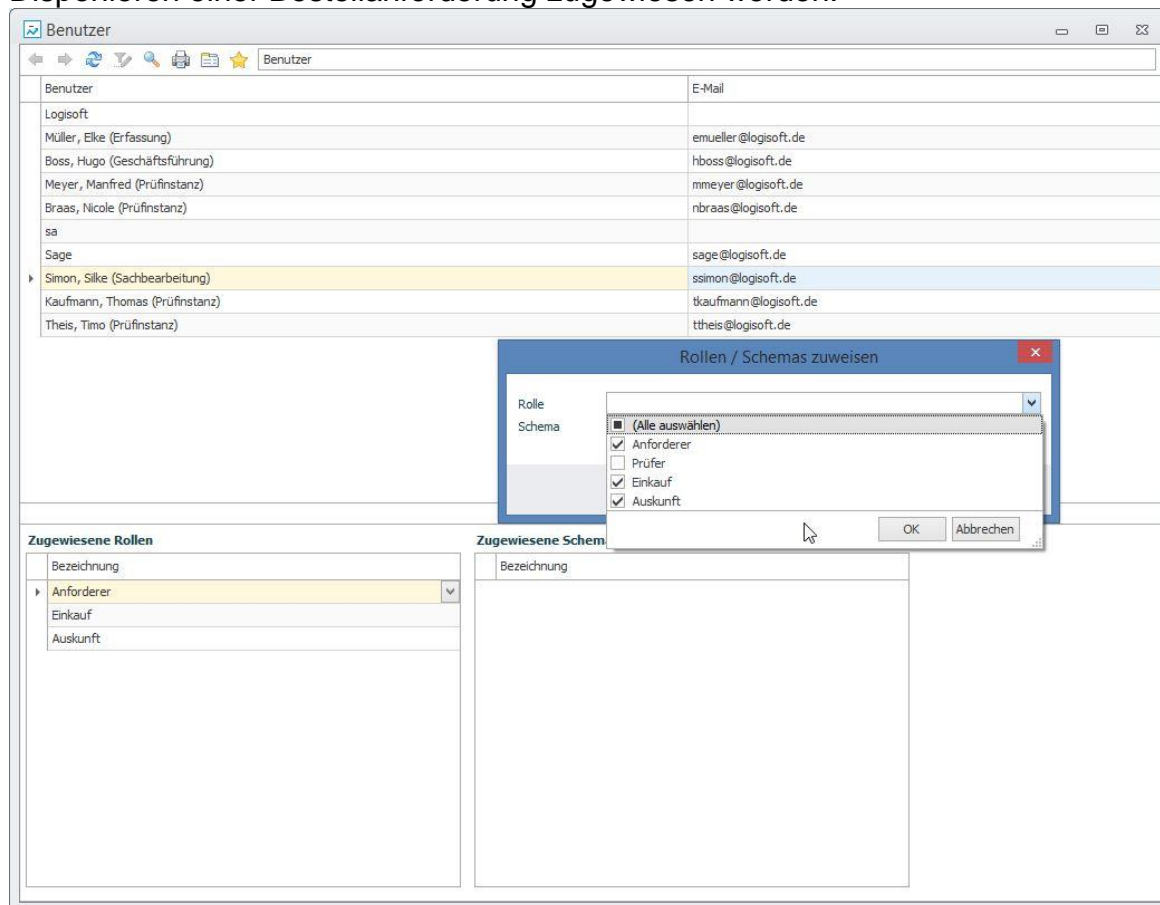 Disponieren einer Bestellanforderung zugewiesen werden.
Benutzer
Benutzer
Benutzer E-Mail
Logisoft
Müller, Elke (Erfassung) emueller@logisoft.de
Boss, Hugo (Geschäftsführung) hboss@logisoft.de
Meyer, Manfred (Prüfinstanz) mmeyer@logisoft.de
Braas, Nicole (Prüfinstanz) nbraas@logisoft.de
sa
Sage sage@logisoft.de
Simon, Silke (Sachbearbeitung) ssimon@logisoft.de
Kaufmann, Thomas (Prüfinstanz) tkaufmann@logisoft.de
Theis, Timo (Prüfinstanz) ttheis@logisoft.de
Rollen / Schemas zuweisen
Rolle
Schema
(Alle auswählen)
Anforderer
Prüfer
Einkauf
Auskunft
OK Abbrechen
Zugewiesene Rollen Zugewiesene Schem
Bezeichnung Bezeichnung
Anforderer
Einkauf
Auskunft